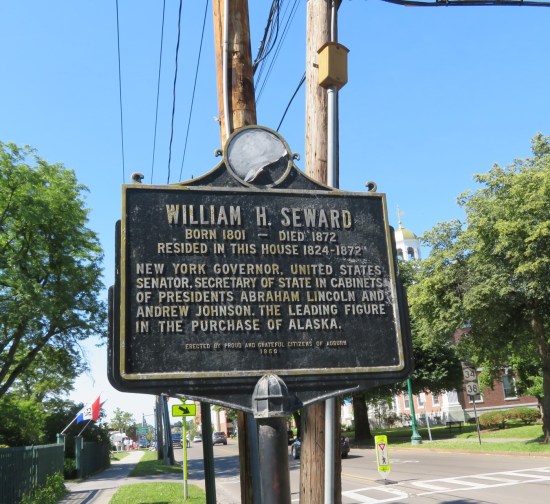 WILLIAM H. SEWARD
BORN 1801 — DIED 1872
RESIDED IN THIS HOUSE 1824-1872
NEW YORK GOVERNOR, UNITED STATES
SENATOR, SECRETARY OF STATE IN CABINETS
OF PRESIDENTS ABRAHAM LINCOLN AND
ANDREW JOHNSON. THE LEADING FIGURE
IN THE PURCHASE OF ALASKA.
ERECTED BY PROUD AND GRATEFUL CITIZENS OF AUBURN
34
38